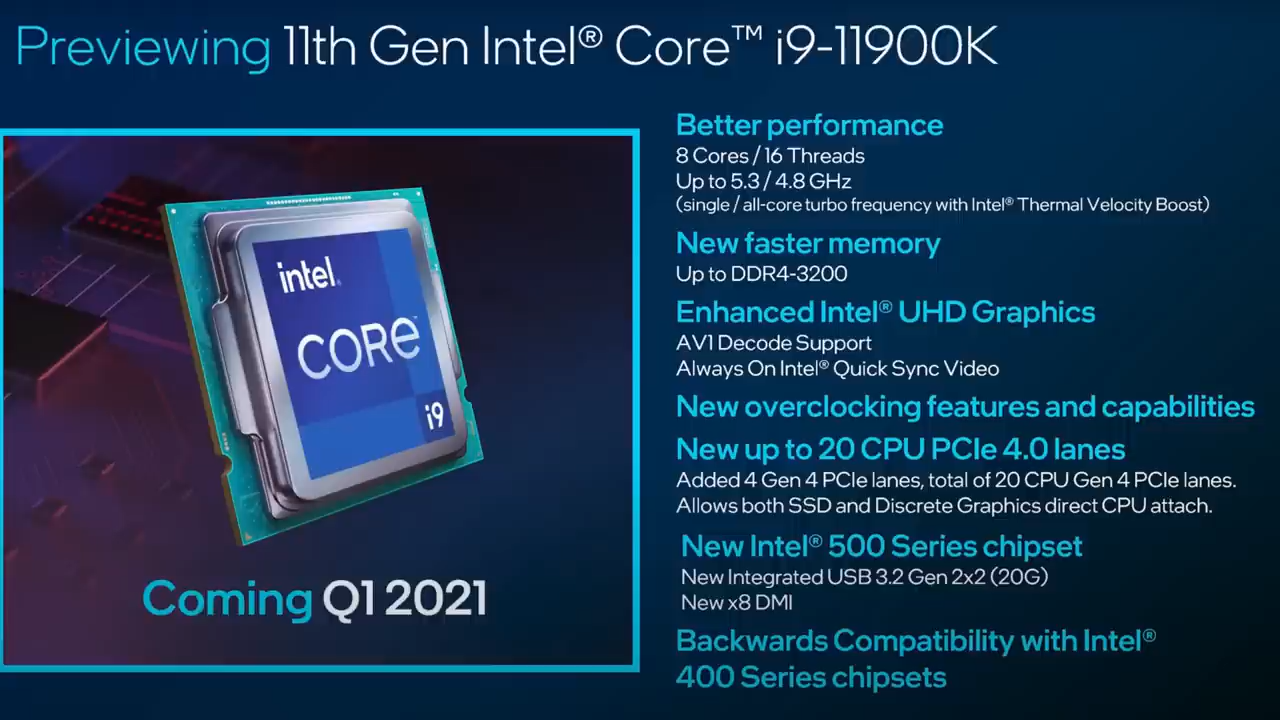 Previewing 11th Gen Intel® Core™ i9-11900K
intel.
CORE™
i9
Coming Q1 2021
Better performance
8 Cores / 16 Threads
Up to 5.3 / 4.8 GHz
(single / all-core turbo frequency with Intel® Thermal Velocity Boost)
New faster memory
Up to DDR4-3200
Enhanced Intel® UHD Graphics
AV1 Decode Support
Always On Intel® Quick Sync Video
New overclocking features and capabilities
New up to 20 CPU PCIe 4.0 lanes
Added 4 Gen 4 PCIe lanes, total of 20 CPU Gen 4 PCIe lanes.
Allows both SSD and Discrete Graphics direct CPU attach.
New Intel® 500 Series chipset
New Integrated USB 3.2 Gen 2x2 (20G)
New x8 DMI
Backwards Compatibility with Intel®
400 Series chipsets